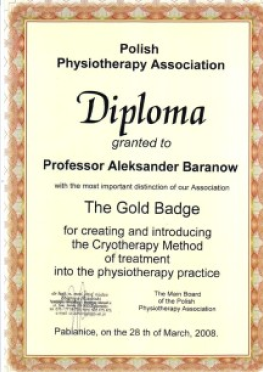 Polish
Physiotherapy Association
Diploma
granted to
Professor Aleksander Baranow
with the most important distinction of our Association
The Gold Badge
for creating and introducing
the Cryotherapy Method
of treatment
into the physiotherapy practice
The Main Board
of the Polish
Physiotherapy Association
Pabianice, on the 28 th of March, 2008.